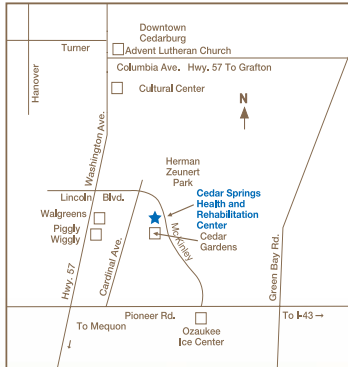 Downtown
Cedarburg
Turner
Advent Lutheran Church
Columbia Ave. Hwy. 57 To Grafton
Hanover
Cultural Center
N
Washington Ave.
Herman
Zeunert
Park
Lincoln Blvd.
Cedar Springs
Health and
Rehabilitation
Center
Walgreens
Piggly
Wiggly
Cedar
Gardens
McKinley
Cardinal Ave.
Green Bay Rd.
Hwy. 57
Pioneer Rd.
To I-43→
To Mequon
↓
Ozaukee
Ice Center